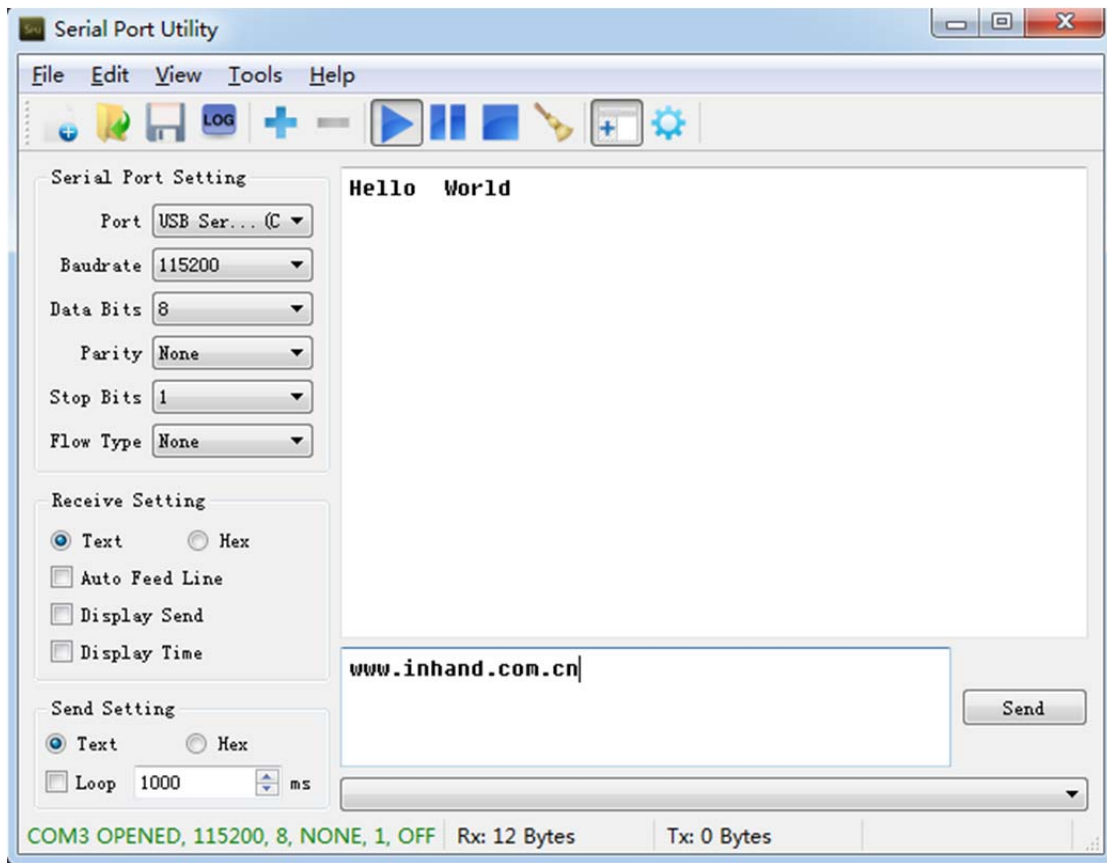 Sru Serial Port Utility
File Edit View Tools Help
LOG
Serial Port Setting
Port USB Ser... (C
Baudrate 115200
Data Bits 8
Parity None
Stop Bits 1
Flow Type None
Receive Setting
Text Hex
Auto Feed Line
Display Send
Display Time
Send Setting
Text Hex
Loop 1000 ms
Hello  World
www.inhand.com.cn
Send
COM3 OPENED, 115200, 8, NONE, 1, OFF Rx: 12 Bytes Tx: 0 Bytes